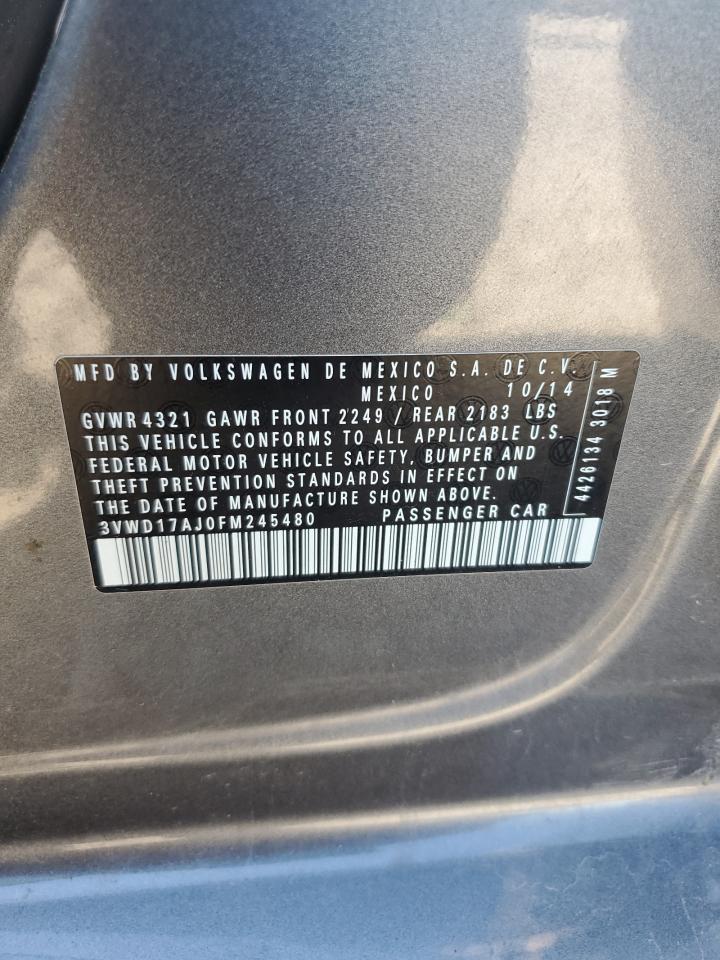 MFD BY VOLKSWAGEN DE MEXICO S.A. DE C.V.
MEXICO 10/14
GVWR 4321 GAWR FRONT 2249 / REAR 2183 LBS
THIS VEHICLE CONFORMS TO ALL APPLICABLE U.S.
FEDERAL MOTOR VEHICLE SAFETY, BUMPER AND
THEFT PREVENTION STANDARDS IN EFFECT ON
THE DATE OF MANUFACTURE SHOWN ABOVE.
3VWD17AJ0FM245480 PASSENGER CAR
4426134 3018 M